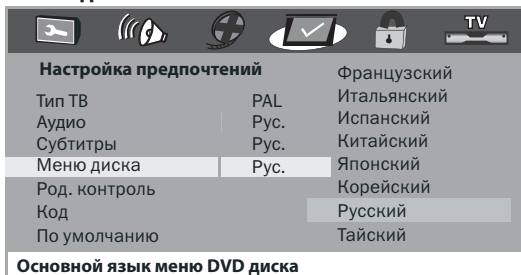 TV
Настройка предпочтений
Тип ТВ PAL
Аудио Рус.
Субтитры Рус.
Меню диска Рус.
Род. контроль
Код
По умолчанию
Французский
Итальянский
Испанский
Китайский
Японский
Корейский
Русский
Тайский
Основной язык меню DVD диска